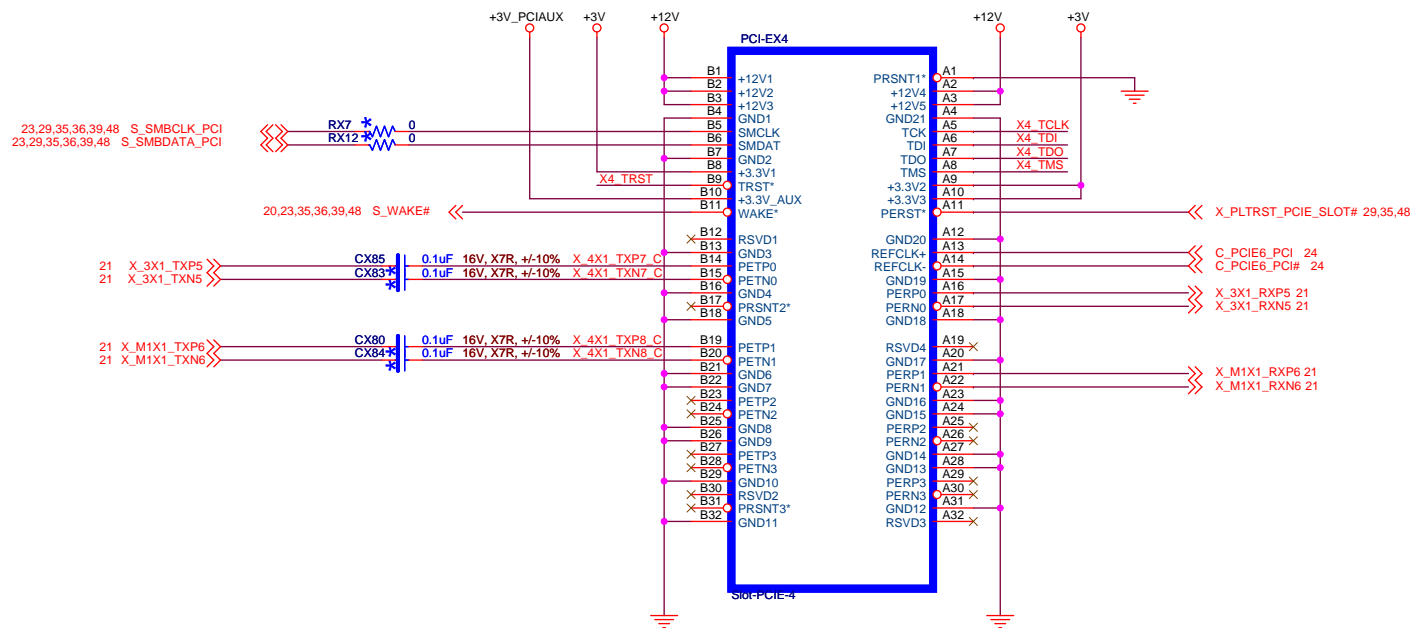 +3V_PCIAUX +3V +12V +12V +3V
PCI-EX4
B1 +12V1 PRSNT1* A1
B2 +12V2 +12V4 A2
B3 +12V3 +12V5 A3
B4 GND1 GND21 A4
23,29,35,36,39,48 S_SMBCLK_PCI RX7 * 0 B5 SMCLK TCK A5 X4_TCLK
23,29,35,36,39,48 S_SMBDATA_PCI RX12 * 0 B6 SMDAT TDI A6 X4_TDI
B7 GND2 TDO A7 X4_TDO
B8 +3.3V1 TMS A8 X4_TMS
X4_TRST B9 TRST* +3.3V2 A9
B10 +3.3V_AUX +3.3V3 A10
20,23,35,36,39,48 S_WAKE# B11 WAKE* PERST* A11 X_PLTRST_PCIE_SLOT# 29,35,48
B12 RSVD1 GND20 A12
B13 GND3 REFCLK+ A13 C_PCIE6_PCI 24
21 X_3X1_TXP5 CX85 0.1uF 16V, X7R, +/-10% X_4X1_TXP7_C B14 PETP0 REFCLK- A14 C_PCIE6_PCI# 24
21 X_3X1_TXN5 CX83 * 0.1uF 16V, X7R, +/-10% X_4X1_TXN7_C B15 PETN0 GND19 A15
* B16 GND4 PERP0 A16 X_3X1_RXP5 21
B17 PRSNT2* PERN0 A17 X_3X1_RXN5 21
B18 GND5 GND18 A18
21 X_M1X1_TXP6 CX80 0.1uF 16V, X7R, +/-10% X_4X1_TXP8_C B19 PETP1 RSVD4 A19
21 X_M1X1_TXN6 CX84 * 0.1uF 16V, X7R, +/-10% X_4X1_TXN8_C B20 PETN1 GND17 A20
* B21 GND6 PERP1 A21 X_M1X1_RXP6 21
B22 GND7 PERN1 A22 X_M1X1_RXN6 21
B23 PETP2 GND16 A23
B24 PETN2 GND15 A24
B25 GND8 PERP2 A25
B26 GND9 PERN2 A26
B27 PETP3 GND14 A27
B28 PETN3 GND13 A28
B29 GND10 PERP3 A29
B30 RSVD2 PERN3 A30
B31 PRSNT3* GND12 A31
B32 GND11 RSVD3 A32
Slot-PCIE-4